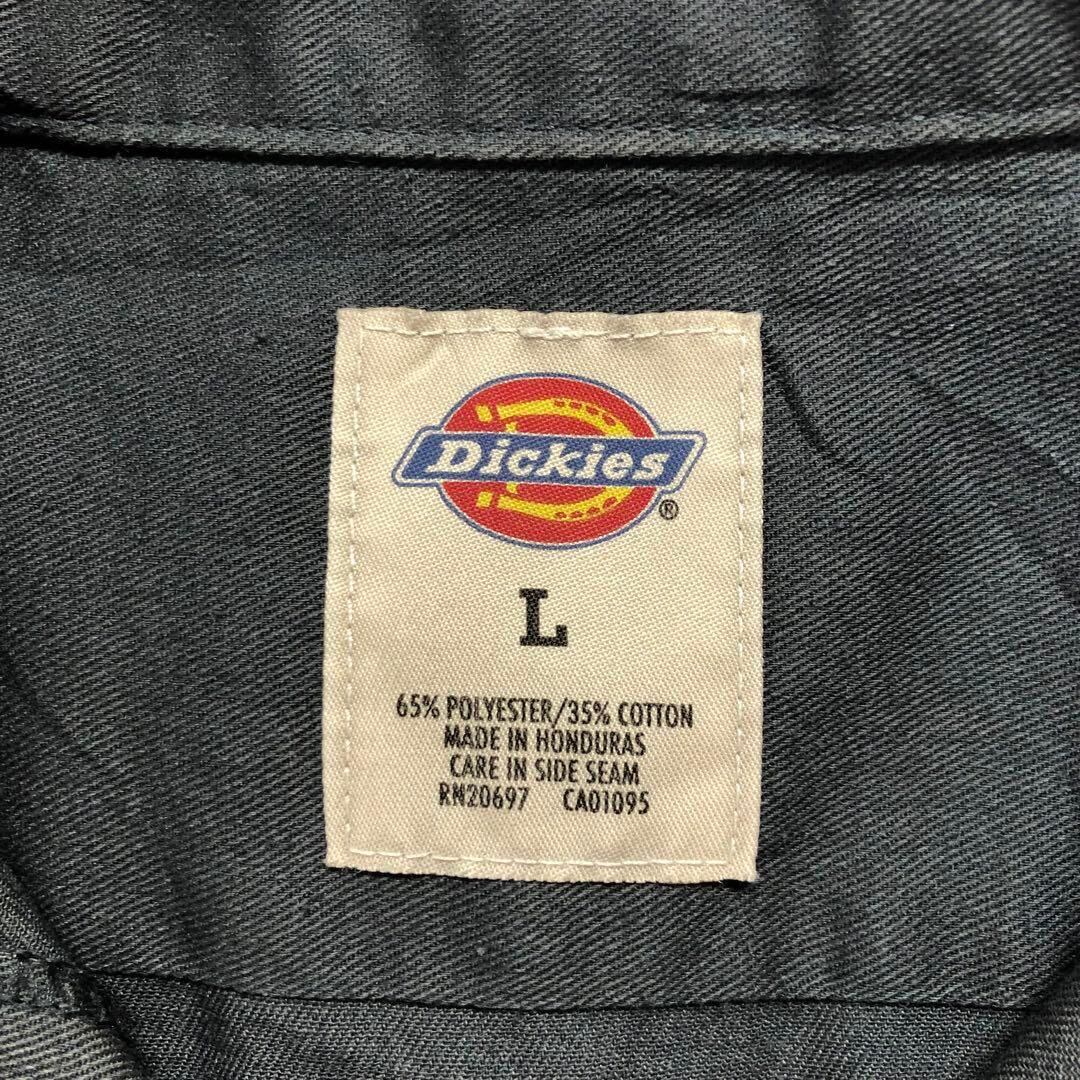 Dickies
®
L
65% POLYESTER/35% COTTON
MADE IN HONDURAS
CARE IN SIDE SEAM
RN20697 CA01095